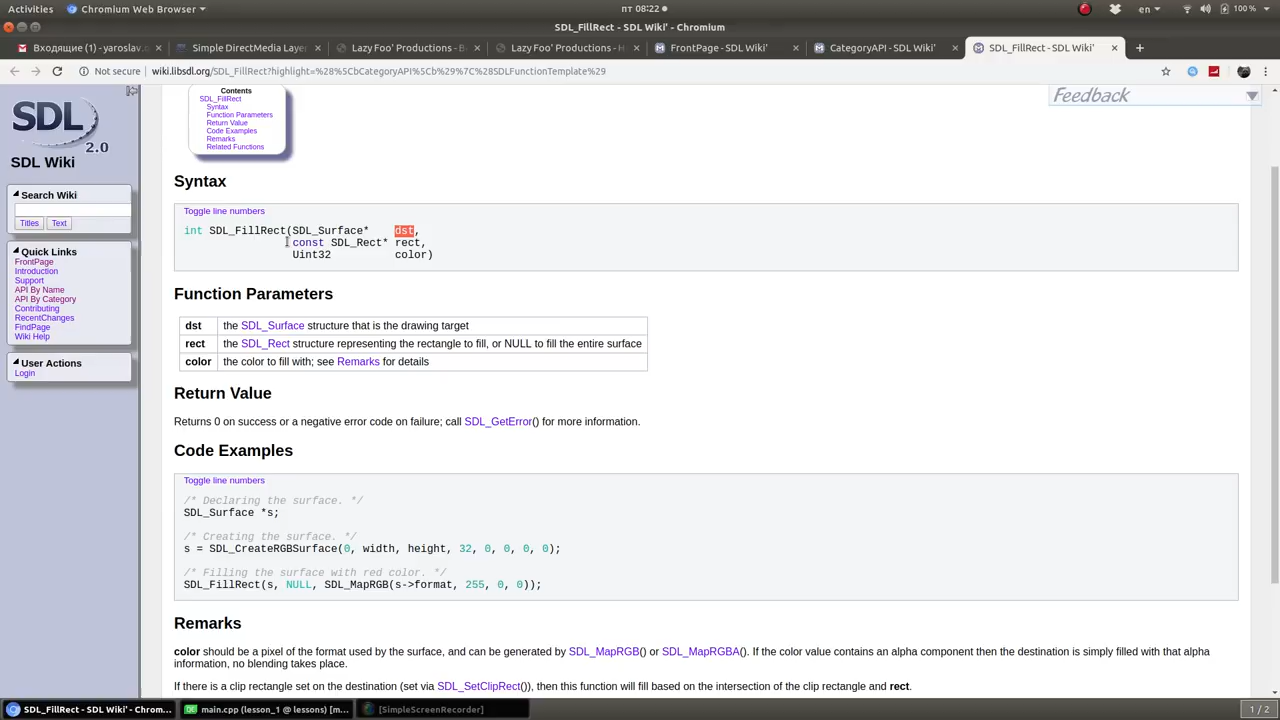 Activities
Chromium Web Browser
пт 08:22
en
100 %
SDL_FillRect - SDL Wiki' - Chromium
Входящие (1) - yaroslav.
Simple DirectMedia Laye
Lazy Foo' Productions - B
Lazy Foo' Productions - H
FrontPage - SDL Wiki'
CategoryAPI - SDL Wiki'
SDL_FillRect - SDL Wiki'
Not secure
wiki.libsdl.org/SDL_FillRect?highlight=%28%5CbCategoryAPI%5Cb%29%7C%28SDLFunctionTemplate%29
SDL
2.0
SDL Wiki
Search Wiki
Titles
Text
Quick Links
FrontPage
Introduction
Support
API By Name
API By Category
Contributing
RecentChanges
FindPage
Wiki Help
User Actions
Login
Feedback
Contents
SDL_FillRect
Syntax
Function Parameters
Return Value
Code Examples
Remarks
Related Functions
Syntax
Toggle line numbers
int SDL_FillRect(SDL_Surface*    dst,
const SDL_Rect* rect,
Uint32          color)
Function Parameters
dst the SDL_Surface structure that is the drawing target
rect the SDL_Rect structure representing the rectangle to fill, or NULL to fill the entire surface
color the color to fill with; see Remarks for details
Return Value
Returns 0 on success or a negative error code on failure; call SDL_GetError() for more information.
Code Examples
Toggle line numbers
/* Declaring the surface. */
SDL_Surface *s;
/* Creating the surface. */
s = SDL_CreateRGBSurface(0, width, height, 32, 0, 0, 0, 0);
/* Filling the surface with red color. */
SDL_FillRect(s, NULL, SDL_MapRGB(s->format, 255, 0, 0));
Remarks
color should be a pixel of the format used by the surface, and can be generated by SDL_MapRGB() or SDL_MapRGBA(). If the color value contains an alpha component then the destination is simply filled with that alpha
information, no blending takes place.
If there is a clip rectangle set on the destination (set via SDL_SetClipRect()), then this function will fill based on the intersection of the clip rectangle and rect.
SDL_FillRect - SDL Wiki' - Chrom...
main.cpp (lesson_1 @ lessons) [m...
[SimpleScreenRecorder]
1 / 2